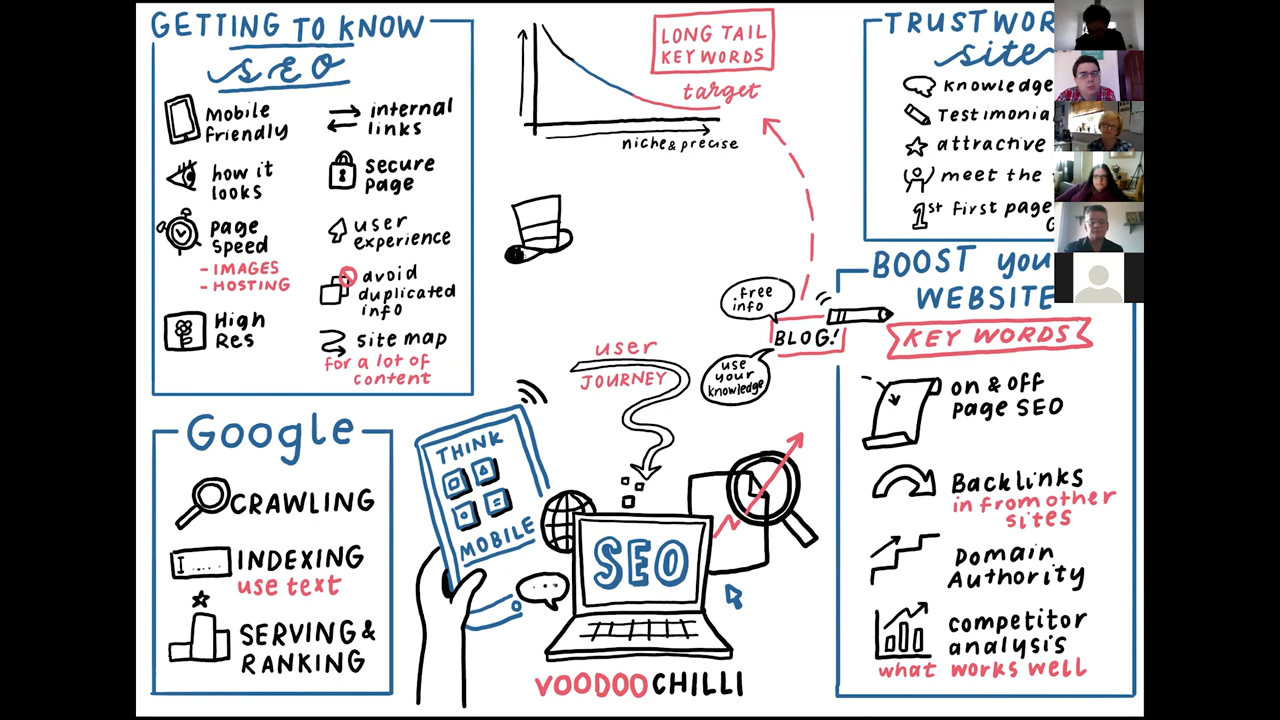 GETTING TO KNOW
SEO
Mobile
friendly
how it
looks
page
speed
- IMAGES
- HOSTING
High
Res
internal
links
secure
page
user
experience
avoid
duplicated
info
site map
for a lot of
content
Google
CRAWLING
INDEXING
use text
SERVING &
RANKING
LONG TAIL
KEY WORDS
target
niche & precise
free
info
BLOG!
use
your
knowledge
user
JOURNEY
THINK
MOBILE
SEO
VOODOO CHILLI
site
knowledge
attractive
meet the
1st first page
BOOST
WEBSITE
KEY WORDS
on & off
page SEO
Backlinks
in from other
sites
Domain
Authority
competitor
analysis
what works well